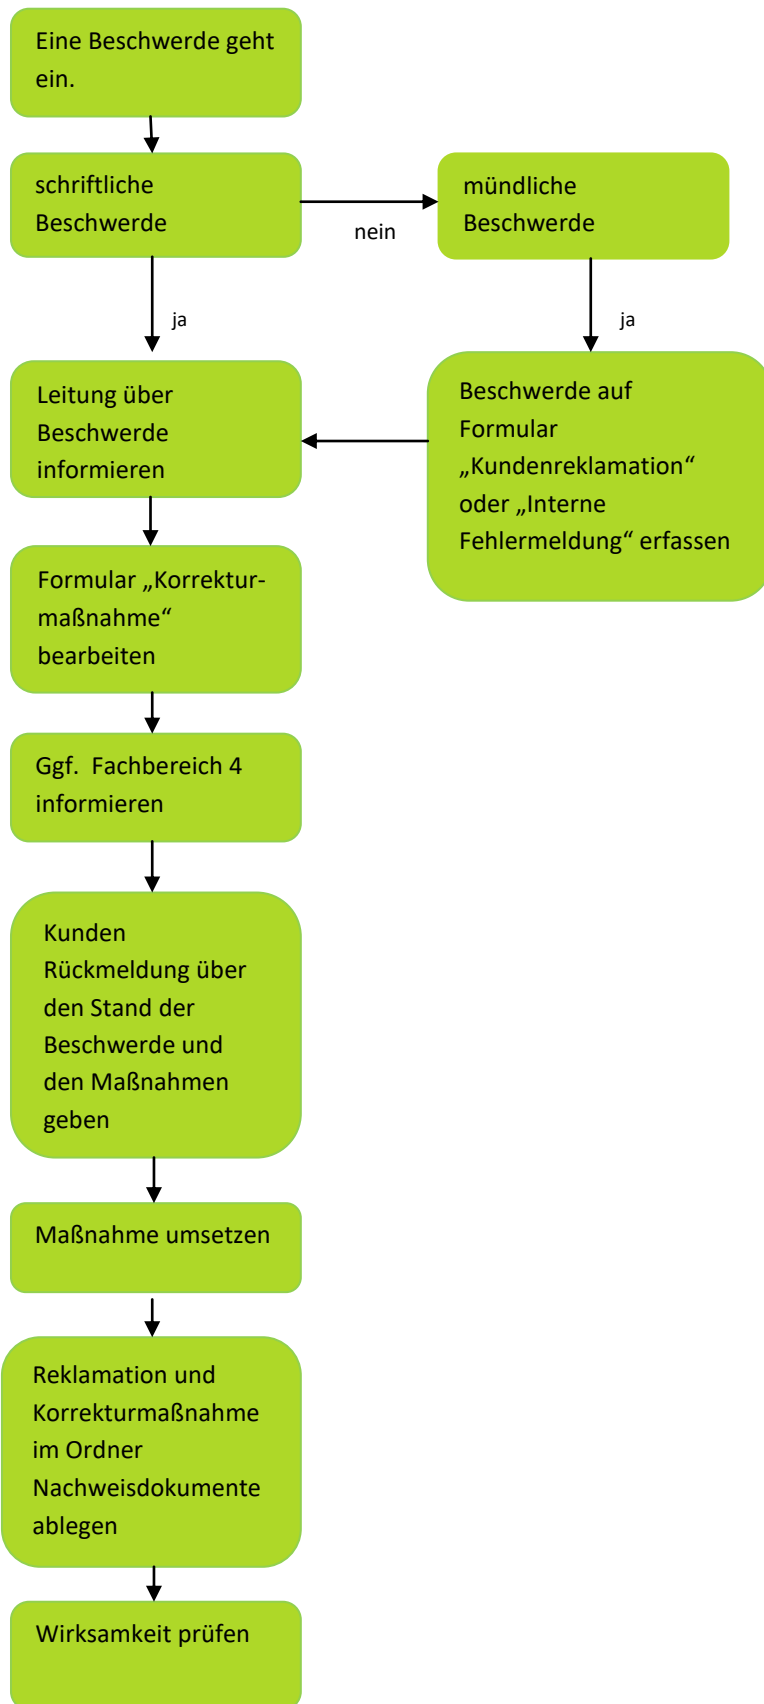 Eine Beschwerde geht
ein.
schriftliche
Beschwerde
nein
mündliche
Beschwerde
ja
ja
Leitung über
Beschwerde
informieren
Beschwerde auf
Formular
„Kundenreklamation“
oder „Interne
Fehlermeldung“ erfassen
Formular „Korrektur-
maßnahme“
bearbeiten
Ggf.  Fachbereich 4
informieren
Kunden
Rückmeldung über
den Stand der
Beschwerde und
den Maßnahmen
geben
Maßnahme umsetzen
Reklamation und
Korrekturmaßnahme
im Ordner
Nachweisdokumente
ablegen
Wirksamkeit prüfen